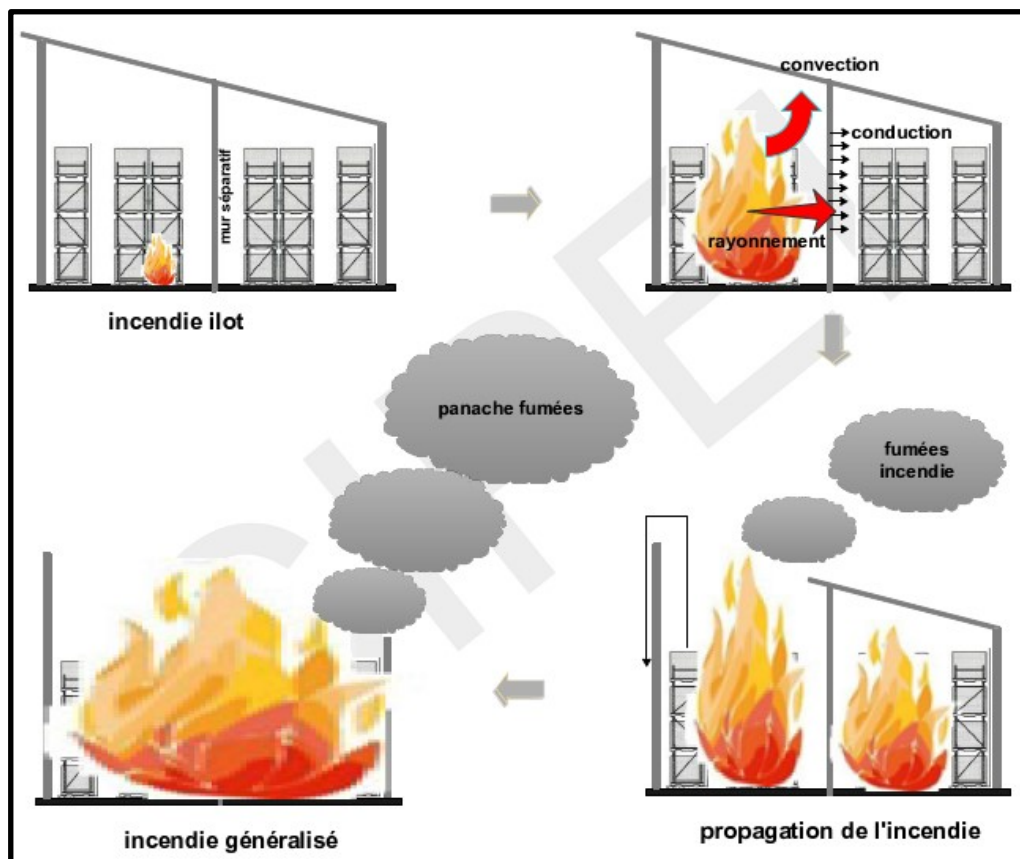 convection
conduction
mur séparatif
rayonnement
incendie ilot
panache fumées
fumées
incendie
incendie généralisé
propagation de l'incendie